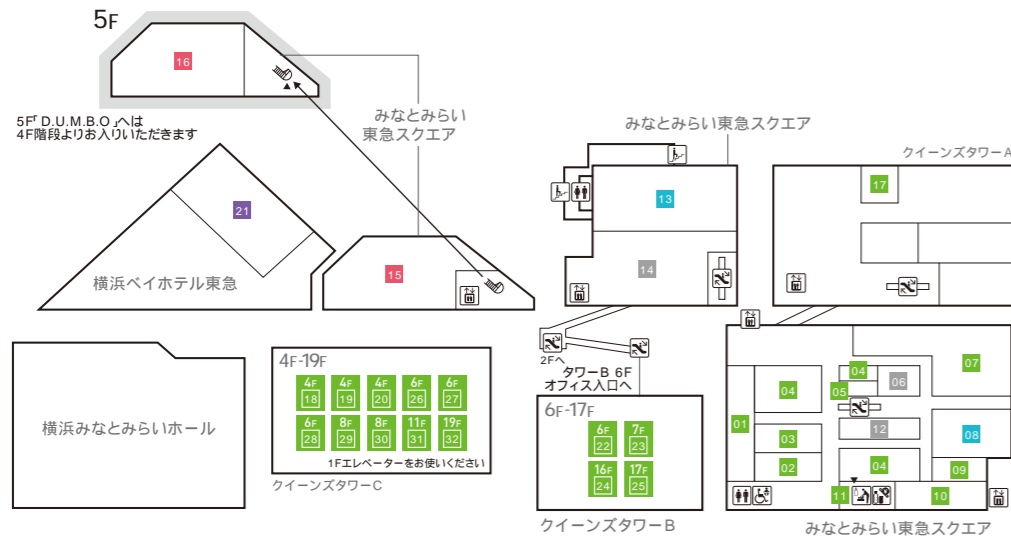 5F
16
5F「D.U.M.B.O」へは
4F階段よりお入りいただきます
みなとみらい
東急スクエア
21
横浜ベイホテル東急
15
みなとみらい東急スクエア
13
14
クイーンズタワーA
17
2Fへ
タワーB 6F
オフィス入口へ
横浜みなとみらいホール
4F-19F
4F 4F 4F 6F 6F
18 19 20 26 27
6F 8F 8F 11F 19F
28 29 30 31 32
1Fエレベーターをお使いください
クイーンズタワーC
6F-17F
6F 7F
22 23
16F 17F
24 25
クイーンズタワーB
07
04
06
04
05
01
12
08
03
02
04
09
11
10
みなとみらい東急スクエア